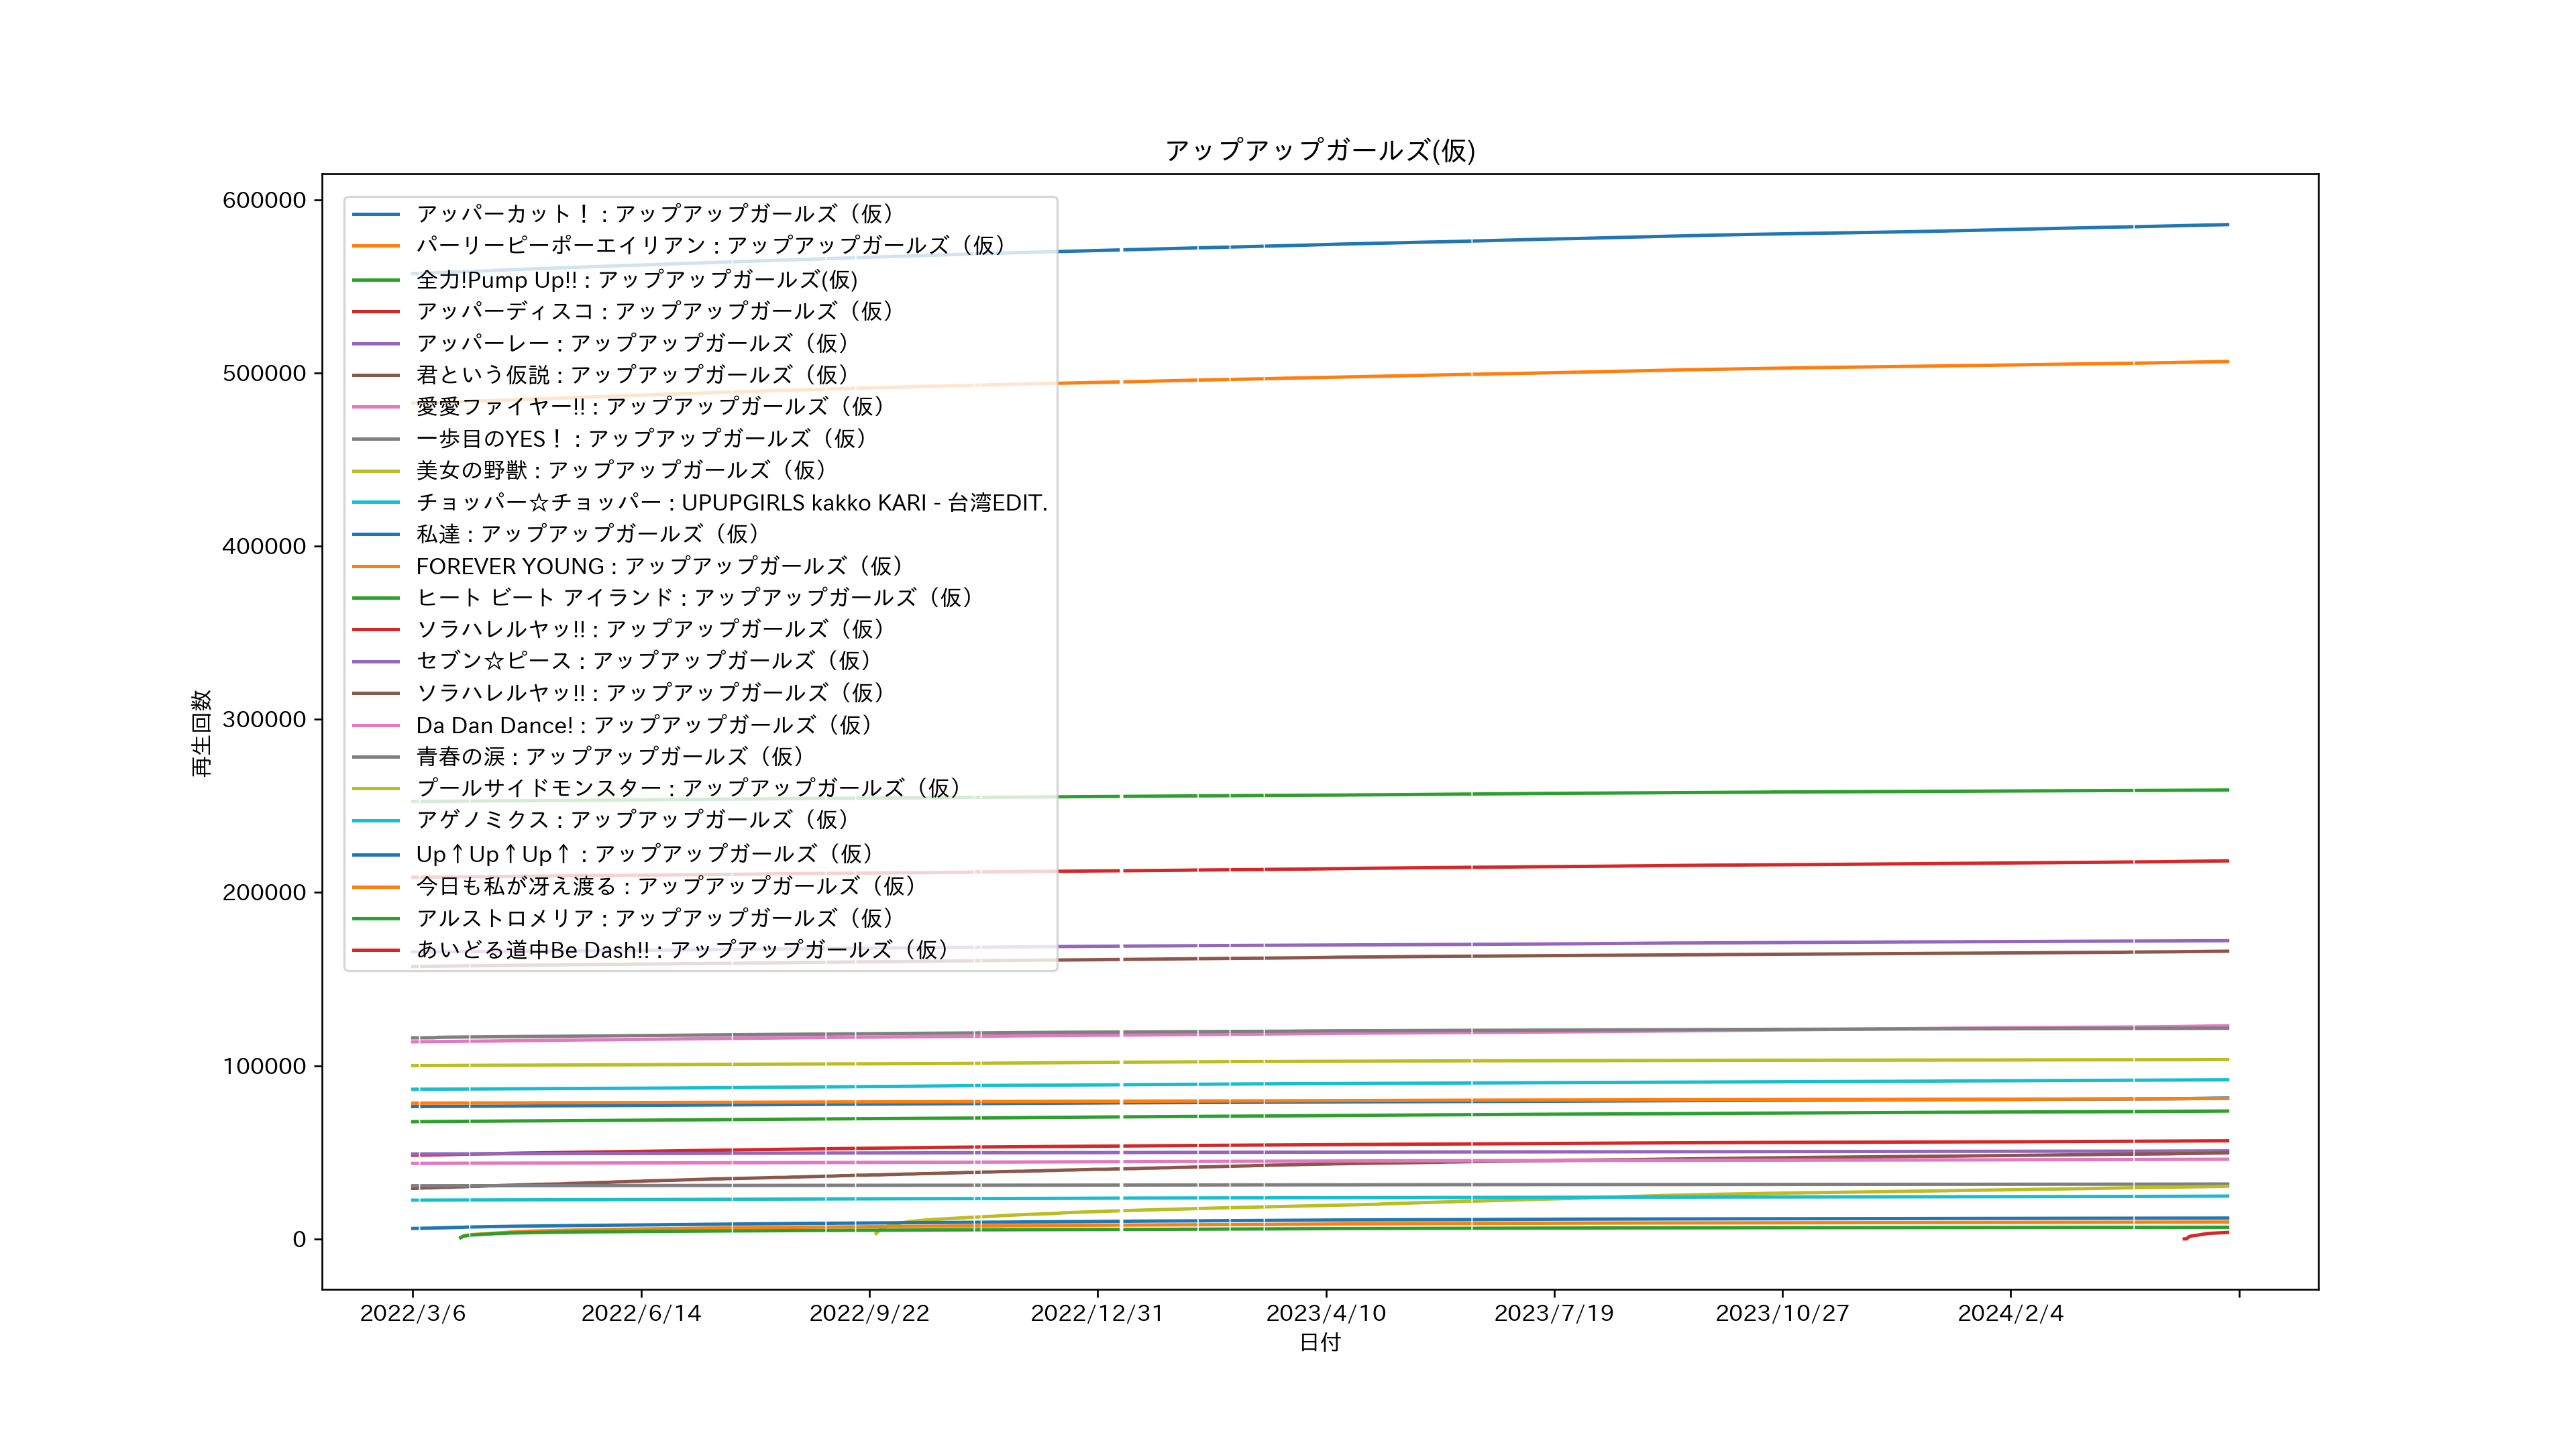 アップアップガールズ(仮)
600000
500000
400000
300000
200000
100000
0
再生回数
アッパーカット！ : アップアップガールズ（仮）
パーリーピーポーエイリアン : アップアップガールズ（仮）
全力!Pump Up!! : アップアップガールズ(仮)
アッパーディスコ : アップアップガールズ（仮）
アッパーレー : アップアップガールズ（仮）
君という仮説 : アップアップガールズ（仮）
愛愛ファイヤー!! : アップアップガールズ（仮）
一歩目のYES！ : アップアップガールズ（仮）
美女の野獣 : アップアップガールズ（仮）
チョッパー☆チョッパー : UPUPGIRLS kakko KARI - 台湾EDIT.
私達 : アップアップガールズ（仮）
FOREVER YOUNG : アップアップガールズ（仮）
ヒート ビート アイランド : アップアップガールズ（仮）
ソラハレルヤッ!! : アップアップガールズ（仮）
セブン☆ピース : アップアップガールズ（仮）
ソラハレルヤッ!! : アップアップガールズ（仮）
Da Dan Dance! : アップアップガールズ（仮）
青春の涙 : アップアップガールズ（仮）
プールサイドモンスター : アップアップガールズ（仮）
アゲノミクス : アップアップガールズ（仮）
Up↑Up↑Up↑ : アップアップガールズ（仮）
今日も私が冴え渡る : アップアップガールズ（仮）
アルストロメリア : アップアップガールズ（仮）
あいどる道中Be Dash!! : アップアップガールズ（仮）
2022/3/6
2022/6/14
2022/9/22
2022/12/31
2023/4/10
2023/7/19
2023/10/27
2024/2/4
日付